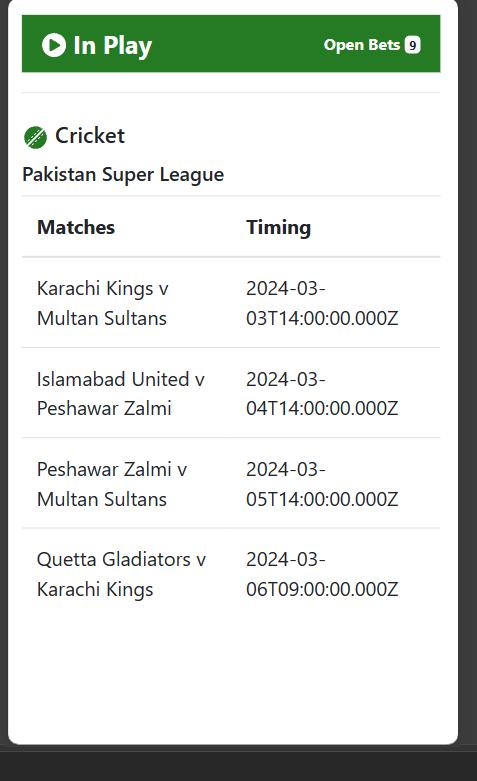 In Play
Open Bets 9
Cricket
Pakistan Super League
Matches
Timing
Karachi Kings v
Multan Sultans
2024-03-
03T14:00:00.000Z
Islamabad United v
Peshawar Zalmi
2024-03-
04T14:00:00.000Z
Peshawar Zalmi v
Multan Sultans
2024-03-
05T14:00:00.000Z
Quetta Gladiators v
Karachi Kings
2024-03-
06T09:00:00.000Z